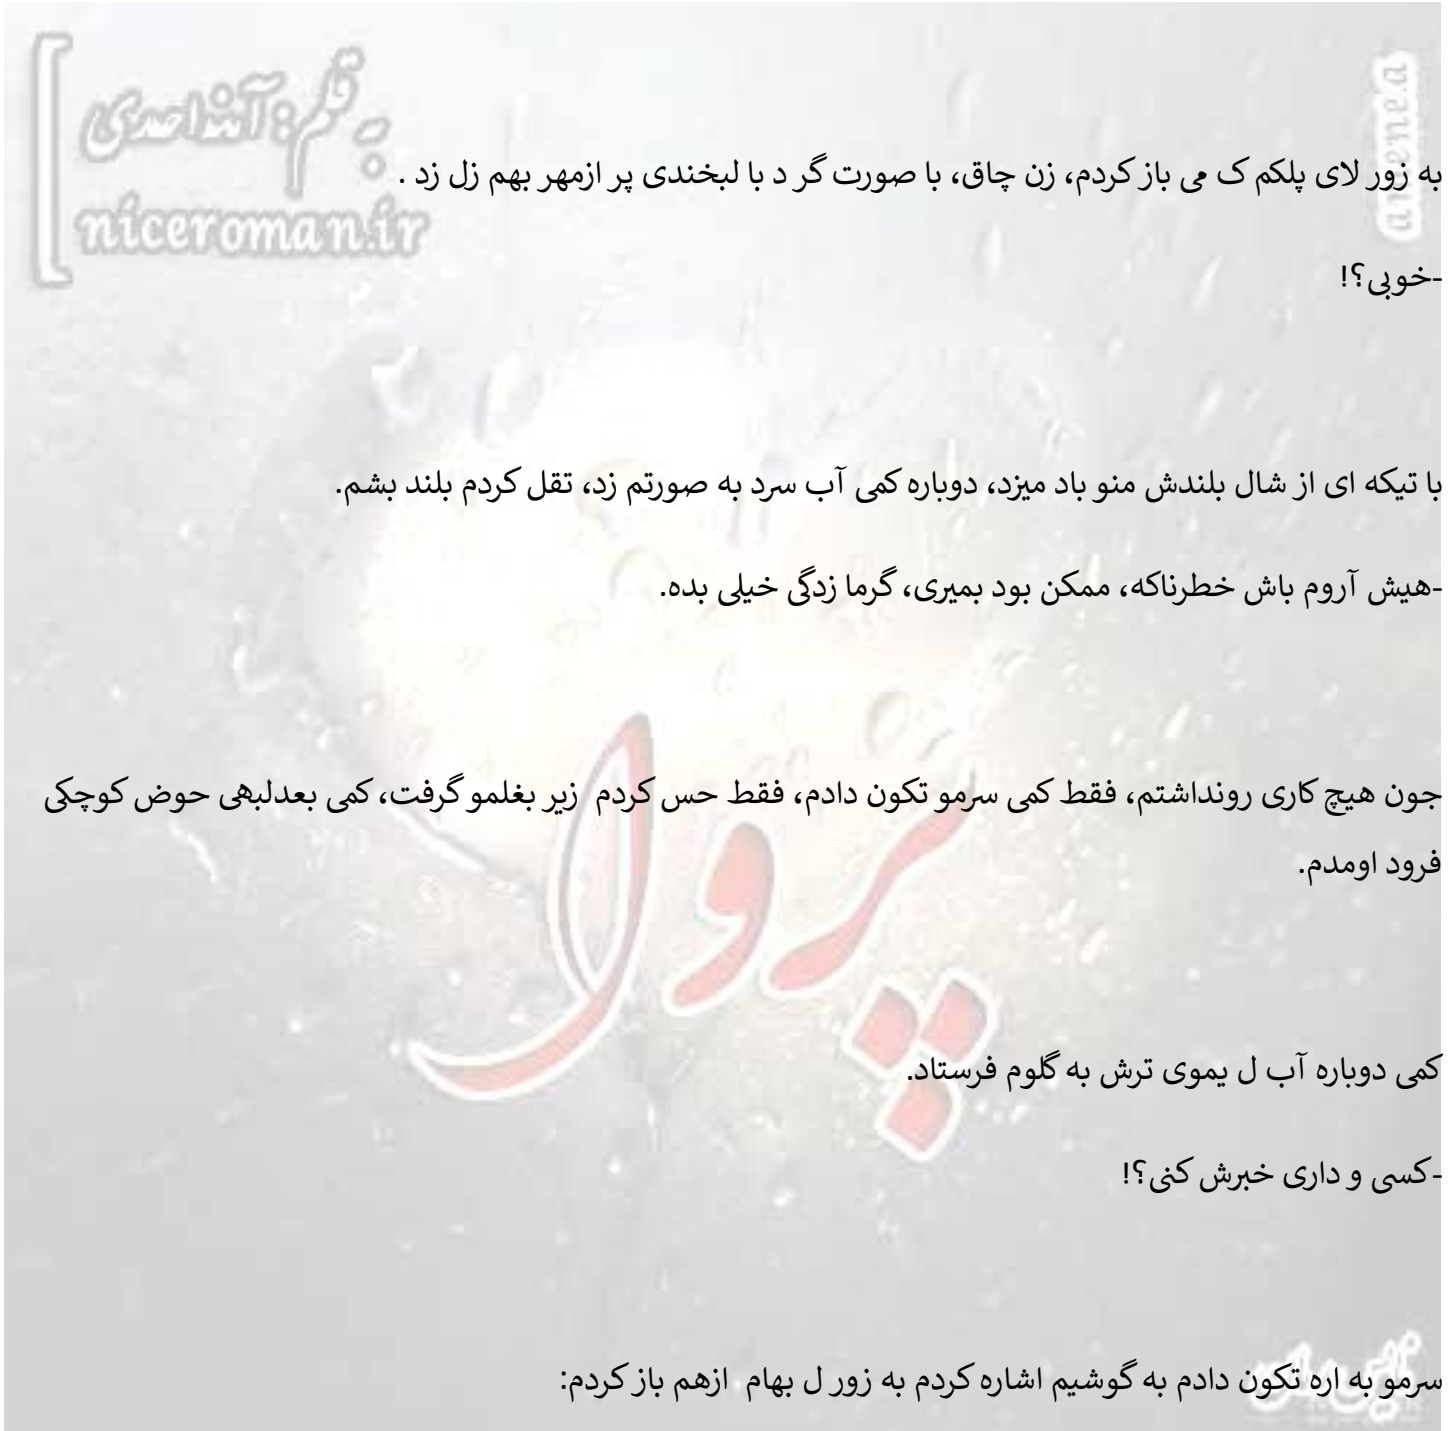 به قلم: آمنه احمدی
niceroman.ir
anenea
به زور لای پلکم ک می باز کردم، زن چاق، با صورت گر د با لبخندی پر ازمهر بهم زل زد .
-خوبی؟!
با تیکه ای از شال بلندش منو باد میزد، دوباره کمی آب سرد به صورتم زد، تقل کردم بلند بشم.
-هیش آروم باش خطرناکه، ممکن بود بمیری، گرما زدگی خیلی بده.
جون هیچ کاری رونداشتم، فقط کمی سرمو تکون دادم، فقط حس کردم زیر بغلمو گرفت، کمی بعدلبهی حوض کوچکی
فرود اومدم.
پروا
کمی دوباره آب ل یموی ترش به گلوم فرستاد.
-کسی و داری خبرش کنی؟!
سرمو به اره تکون دادم به گوشیم اشاره کردم به زور ل بهام ازهم باز کردم: